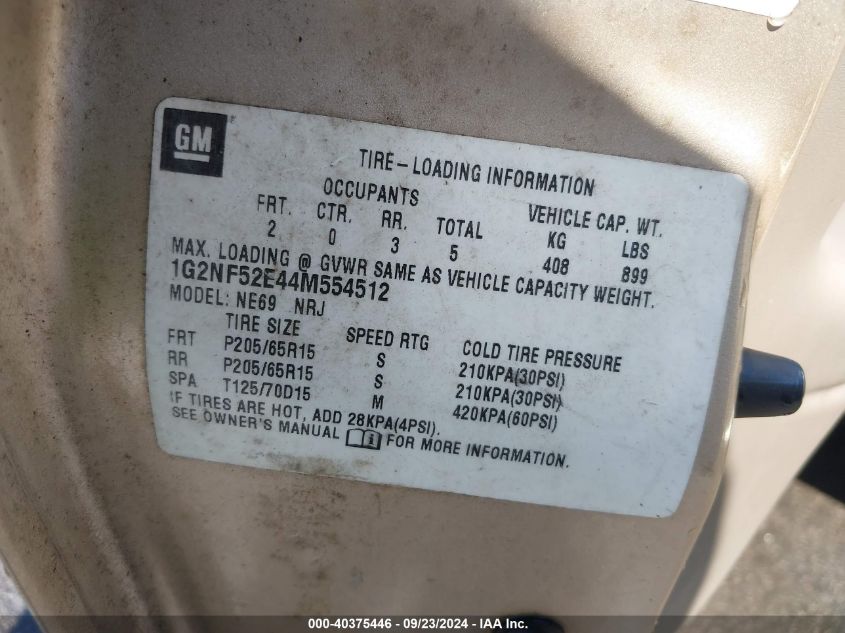 GM
TIRE-LOADING INFORMATION
OCCUPANTS VEHICLE CAP. WT.
FRT. CTR. RR. TOTAL KG LBS
2 0 3 5 408 899
MAX. LOADING @ GVWR SAME AS VEHICLE CAPACITY WEIGHT.
1G2NF52E44M554512
MODEL: NE69 NRJ
TIRE SIZE SPEED RTG COLD TIRE PRESSURE
FRT P205/65R15 S 210KPA(30PSI)
RR P205/65R15 S 210KPA(30PSI)
SPA T125/70D15 M 420KPA(60PSI)
IF TIRES ARE HOT, ADD 28KPA(4PSI).
SEE OWNER'S MANUAL FOR MORE INFORMATION.
000-40375446 - 09/23/2024 - IAA Inc.